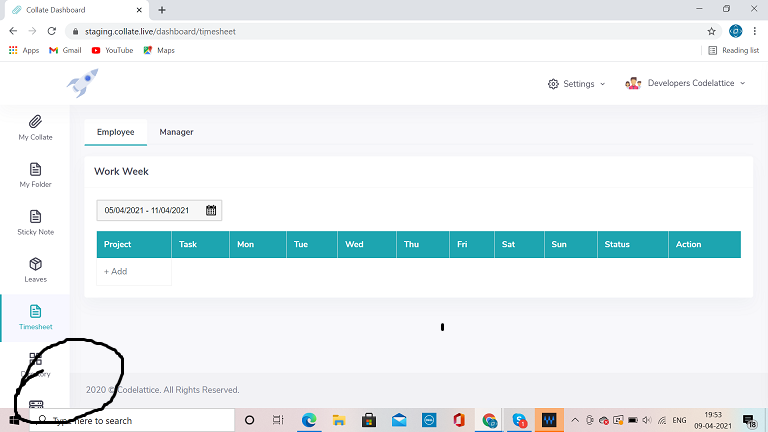 Collate Dashboard
staging.collate.live/dashboard/timesheet
Apps Gmail YouTube Maps Reading list
Settings Developers Codelattice
My Collate
My Folder
Sticky Note
Leaves
Timesheet
Directory
Employee Manager
Work Week
05/04/2021 - 11/04/2021
Project Task Mon Tue Wed Thu Fri Sat Sun Status Action
+ Add
2020 © Codelattice. All Rights Reserved.
Type here to search
ENG
19:53
09-04-2021
18